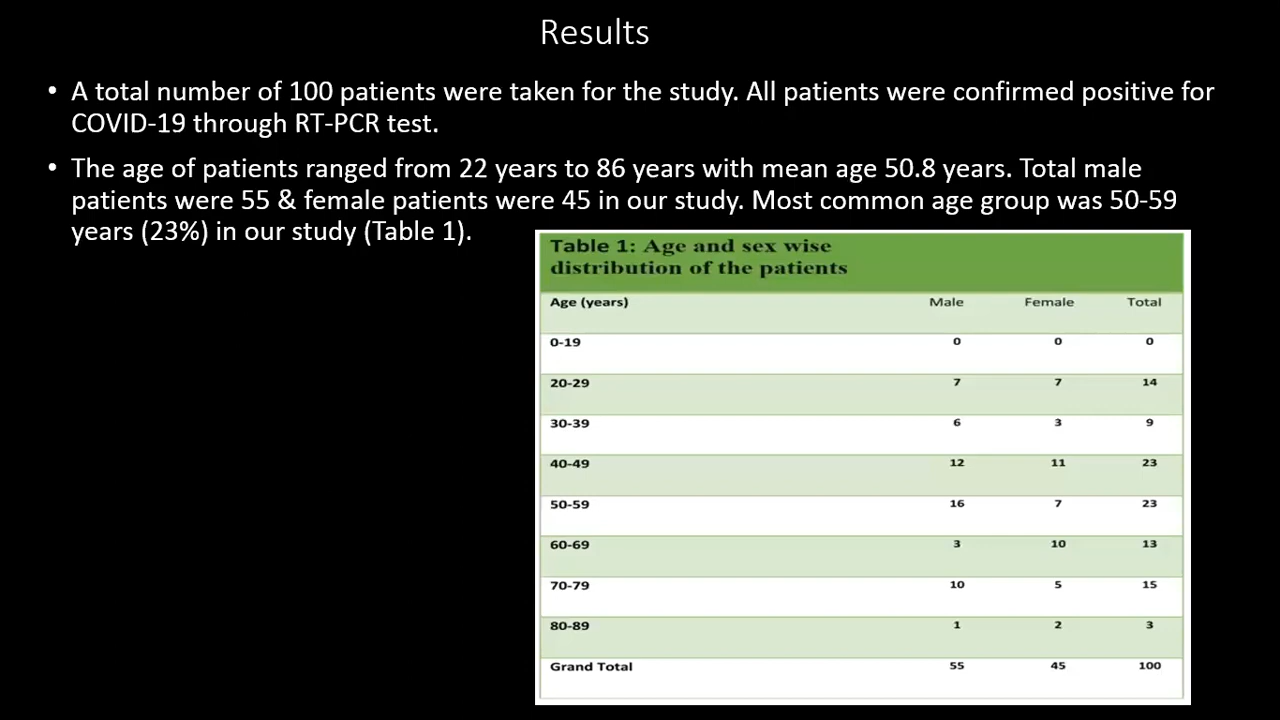 Results
• A total number of 100 patients were taken for the study. All patients were confirmed positive for
COVID-19 through RT-PCR test.
• The age of patients ranged from 22 years to 86 years with mean age 50.8 years. Total male
patients were 55 & female patients were 45 in our study. Most common age group was 50-59
years (23%) in our study (Table 1).
Table 1: Age and sex wise
distribution of the patients
Age (years) Male Female Total
0-19 0 0 0
20-29 7 7 14
30-39 6 3 9
40-49 12 11 23
50-59 16 7 23
60-69 3 10 13
70-79 10 5 15
80-89 1 2 3
Grand Total 55 45 100